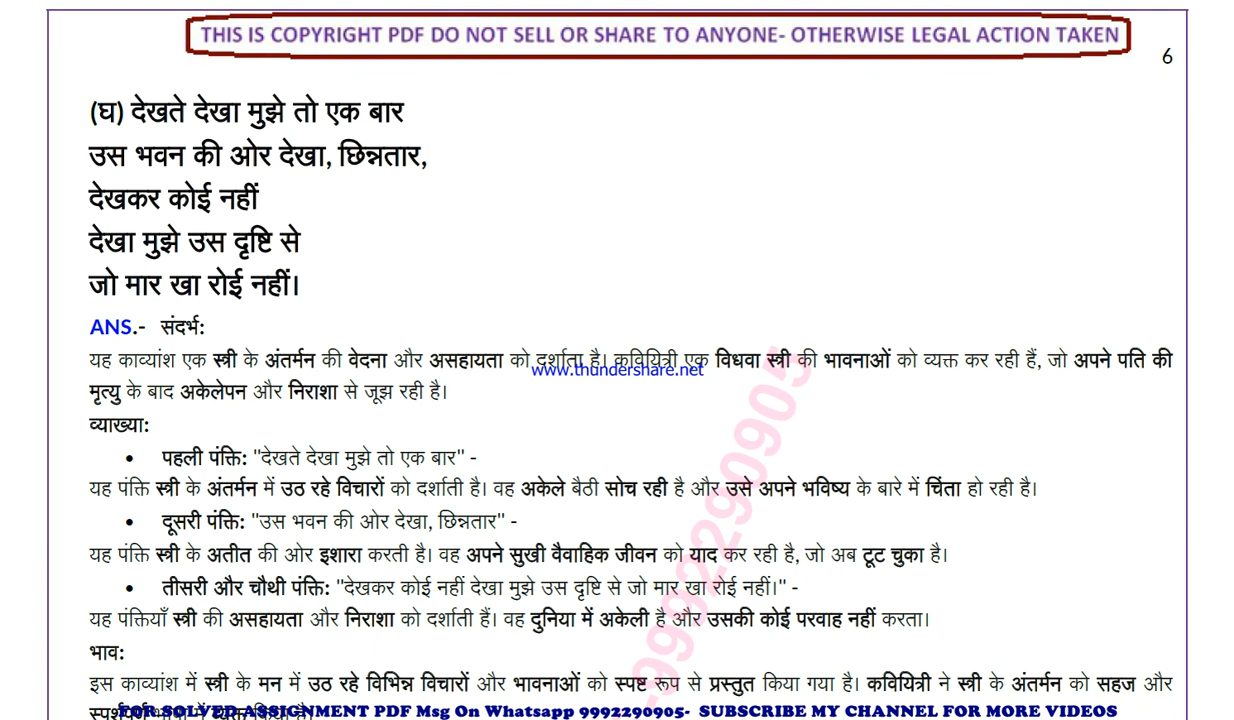 THIS IS COPYRIGHT PDF DO NOT SELL OR SHARE TO ANYONE- OTHERWISE LEGAL ACTION TAKEN
6
(घ) देखते देखा मुझे तो एक बार
उस भवन की ओर देखा, छिन्नतार,
देखकर कोई नहीं
देखा मुझे उस दृष्टि से
जो मार खा रोई नहीं।
ANS.- संदर्भ:
यह काव्यांश एक स्त्री के अंतर्मन की वेदना और असहायता को दर्शाता है। कवियित्री एक विधवा स्त्री की भावनाओं को व्यक्त कर रही हैं, जो अपने पति की
www.thundershare.net
मृत्यु के बाद अकेलेपन और निराशा से जूझ रही है।
व्याख्या:
• पहली पंक्ति: "देखते देखा मुझे तो एक बार" -
यह पंक्ति स्त्री के अंतर्मन में उठ रहे विचारों को दर्शाती है। वह अकेले बैठी सोच रही है और उसे अपने भविष्य के बारे में चिंता हो रही है।
• दूसरी पंक्ति: "उस भवन की ओर देखा, छिन्नतार" -
यह पंक्ति स्त्री के अतीत की ओर इशारा करती है। वह अपने सुखी वैवाहिक जीवन को याद कर रही है, जो अब टूट चुका है।
• तीसरी और चौथी पंक्ति: "देखकर कोई नहीं देखा मुझे उस दृष्टि से जो मार खा रोई नहीं।" -
यह पंक्तियाँ स्त्री की असहायता और निराशा को दर्शाती हैं। वह दुनिया में अकेली है और उसकी कोई परवाह नहीं करता।
भाव:
इस काव्यांश में स्त्री के मन में उठ रहे विभिन्न विचारों और भावनाओं को स्पष्ट रूप से प्रस्तुत किया गया है। कवियित्री ने स्त्री के अंतर्मन को सहज और
-9992290905
FOR SOLVED ASSIGNMENT PDF Msg On Whatsapp 9992290905- SUBSCRIBE MY CHANNEL FOR MORE VIDEOS